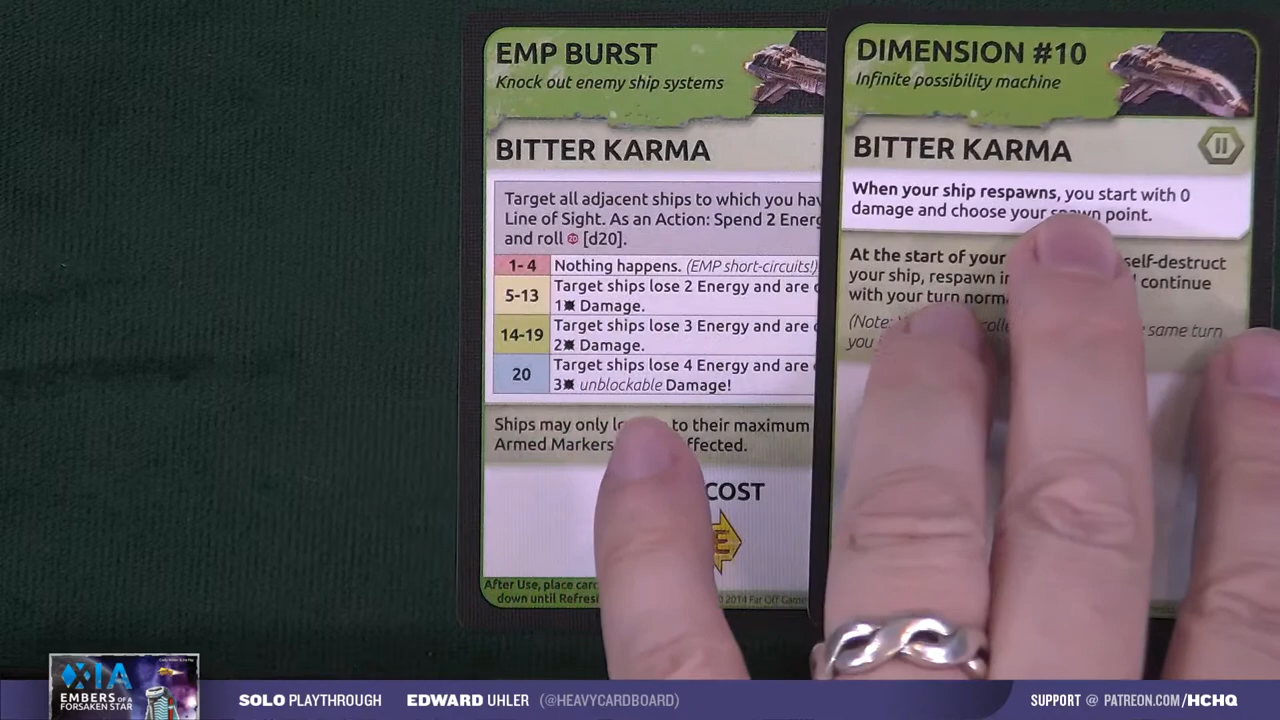 EMP BURST
Knock out enemy ship systems
BITTER KARMA
Target all adjacent ships to which you
Line of Sight. As an Action: Spend 2
and roll [d20].
1- 4 Nothing happens. (EMP short-circuits!)
5-13 Target ships lose 2 Energy and are
1 Damage.
14-19 Target ships lose 3 Energy and are
2 Damage.
20 Target ships lose 4 Energy and are
3 unblockable Damage!
Ships may only to their maximum
Armed Markers
COST
E
After Use, place
down until
2014 Far Off
DIMENSION #10
Infinite possibility machine
BITTER KARMA
When your ship respawns, you start with 0
damage and choose your spawn point.
At the start of your self-destruct
your ship, respawn continue
with your turn
(Note: same turn
you
XIA
EMBERS OF A
FORSAKEN STAR
SOLO PLAYTHROUGH EDWARD UHLER (@HEAVYCARDBOARD) SUPPORT @ PATREON.COM/HCHQ